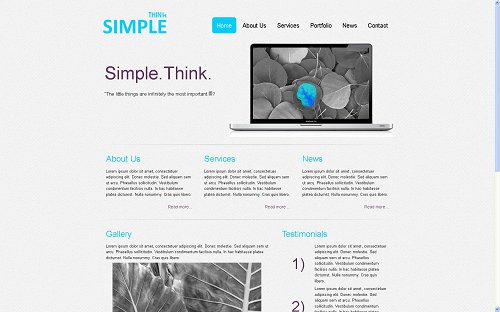 THINk
SIMPLE
Home About Us Services Portfolio News Contact
Simple.Think.
"The little things are infinitely the most important
About Us
Lorem ipsum dolor sit amet, consectetuer
adipiscing elit. Donec molestie. Sed aliquam sem
ut arcu. Phasellus sollicitudin. Vestibulum
condimentum facilisis nulla. In hac habitasse
platea dictumst. Nulla nonummy. Cras quis libero.
Read more...
Services
Lorem ipsum dolor sit amet, consectetuer
adipiscing elit. Donec molestie. Sed aliquam sem
ut arcu. Phasellus sollicitudin. Vestibulum
condimentum facilisis nulla. In hac habitasse
platea dictumst. Nulla nonummy. Cras quis libero.
Read more...
News
Lorem ipsum dolor sit amet, consectetuer
adipiscing elit. Donec molestie. Sed aliquam sem
ut arcu. Phasellus sollicitudin. Vestibulum
condimentum facilisis nulla. In hac habitasse
platea dictumst. Nulla nonummy. Cras quis libero.
Read more...
Gallery
Lorem ipsum dolor sit amet, consectetuer adipiscing elit. Donec molestie. Sed aliquam sem ut
arcu. Phasellus sollicitudin. Vestibulum condimentum facilisis nulla. In hac habitasse platea
dictumst. Nulla nonummy. Cras quis libero.
Testimonials
1)
Lorem ipsum dolor sit amet, consectetuer
adipiscing elit. Donec molestie. Sed
aliquam sem ut arcu. Phasellus
sollicitudin. Vestibulum condimentum
facilisis nulla. In hac habitasse platea
dictumst. Nulla nonummy. Cras quis
libero.
2)
Lorem ipsum dolor sit amet, consectetuer
adipiscing elit. Donec molestie. Sed
aliquam sem ut arcu. Phasellus